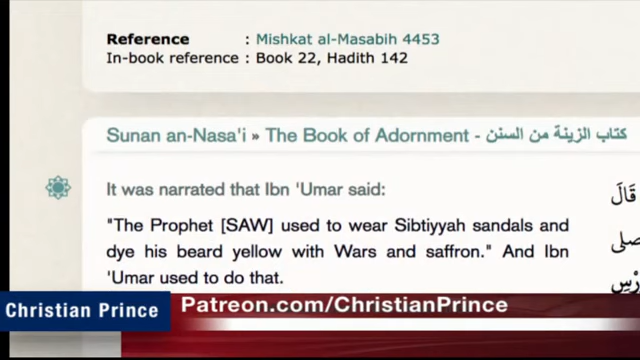 Reference : Mishkat al-Masabih 4453
In-book reference : Book 22, Hadith 142
Sunan an-Nasa'i » The Book of Adornment - كتاب الزينة من السنن
It was narrated that Ibn 'Umar said:
قَالَ
"The Prophet [SAW] used to wear Sibtiyyah sandals and
dye his beard yellow with Wars and saffron." And Ibn
'Umar used to do that.
Christian Prince
Patreon.com/ChristianPrince